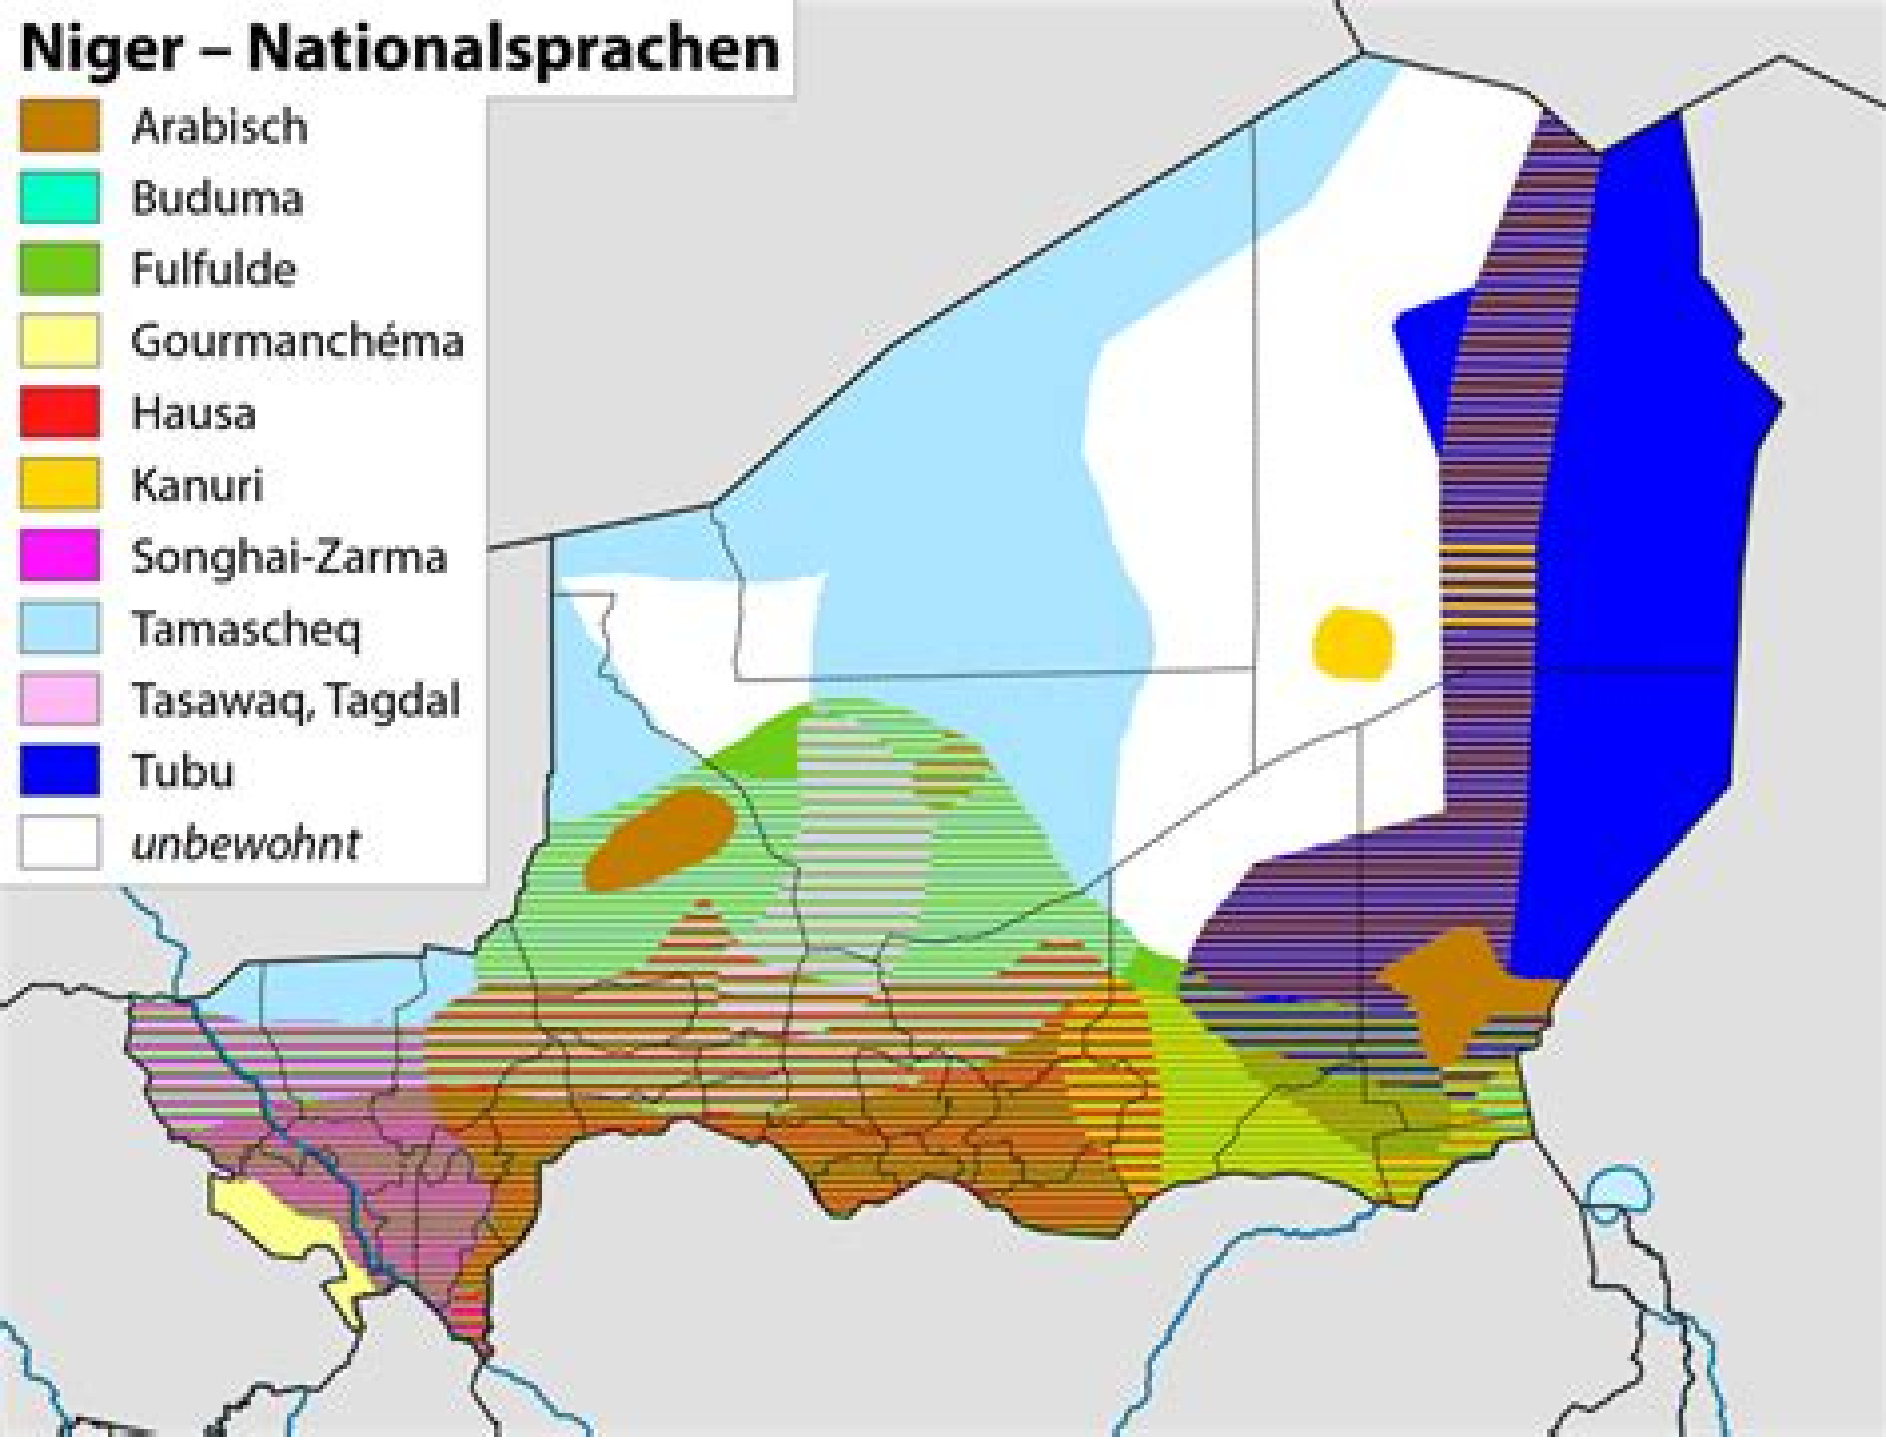 Niger – Nationalsprachen
Arabisch
Buduma
Fulfulde
Gourmanchéma
Hausa
Kanuri
Songhai-Zarma
Tamascheq
Tasawaq, Tagdal
Tubu
unbewohnt